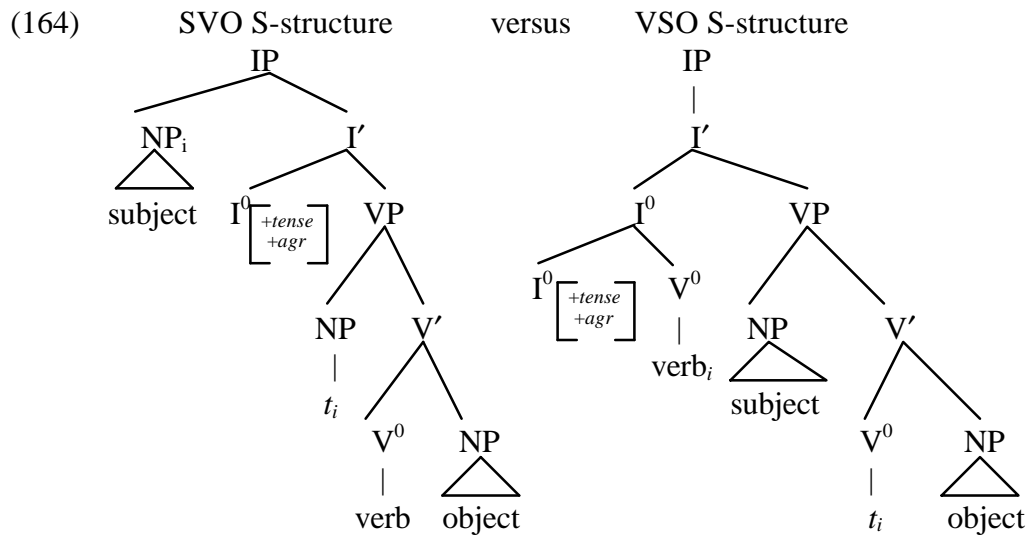 (164) SVO S-structure versus VSO S-structure
IP IP
NPi I′ I′
subject I⁰ [+tense +agr] VP I⁰ VP
NP V′ I⁰ [+tense +agr] V⁰ NP V′
ti verbi subject
V⁰ NP V⁰ NP
verb object ti object